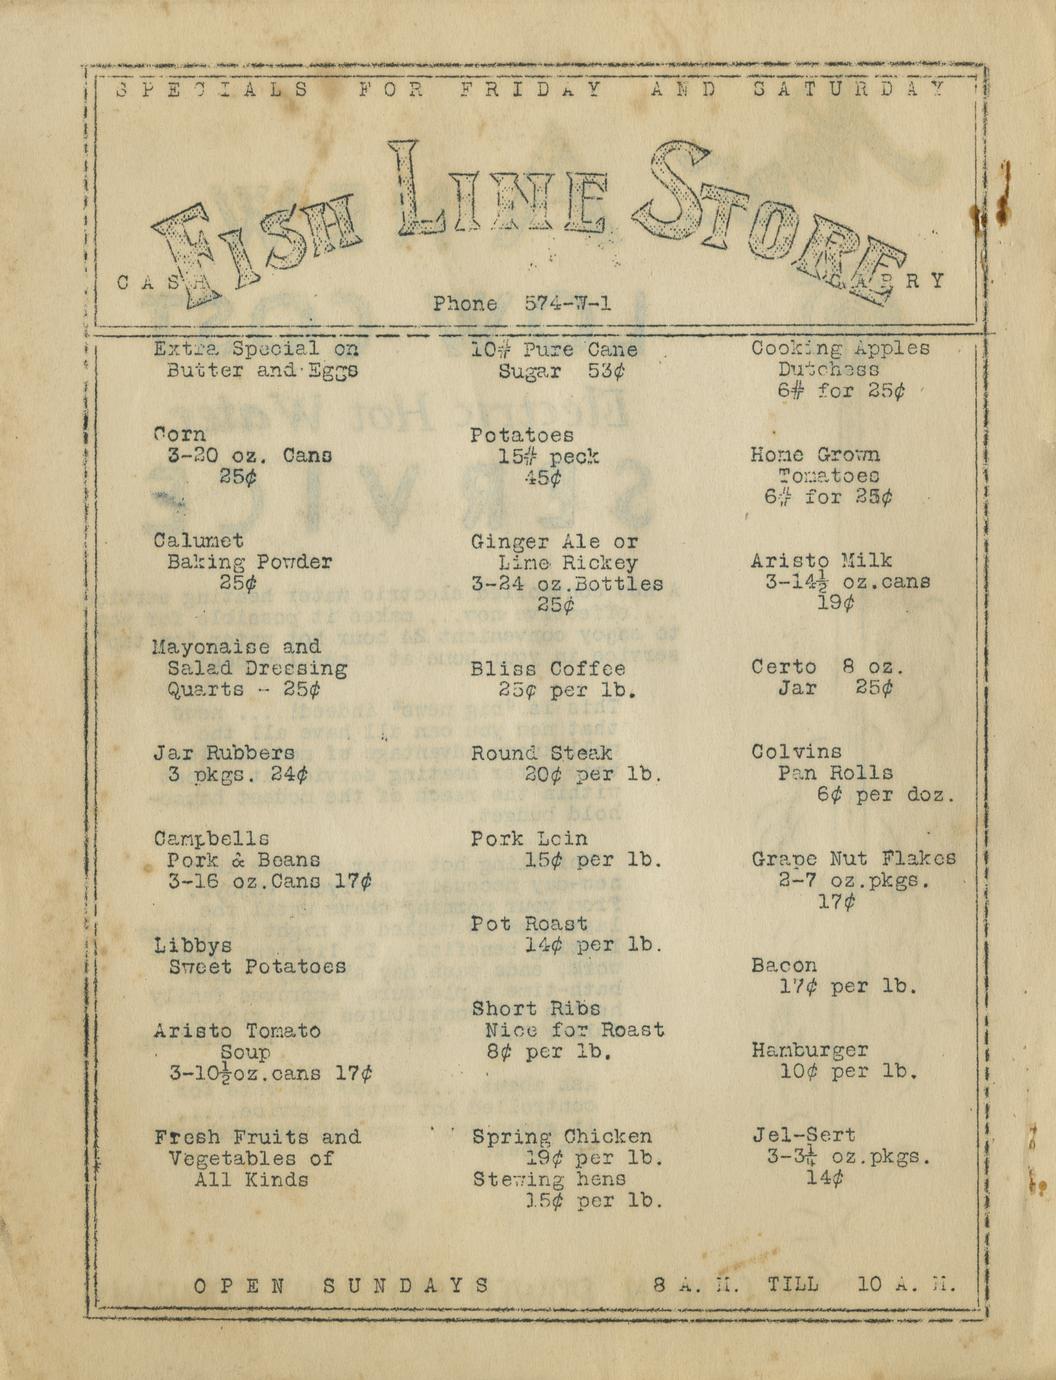 SPECIALS FOR FRIDAY AND SATURDAY
FISH LINE STORE
CASH CARRY
Phone 574-W-1
Extra Special on
Butter and Eggs
Corn
3-20 oz. Cans
25¢
Calumet
Baking Powder
25¢
Mayonaise and
Salad Dressing
Quarts - 25¢
Jar Rubbers
3 pkgs. 24¢
Campbells
Pork & Beans
3-16 oz.Cans 17¢
Libbys
Sweet Potatoes
Aristo Tomato
Soup
3-10½oz.cans 17¢
Fresh Fruits and
Vegetables of
All Kinds
10# Pure Cane
Sugar 53¢
Potatoes
15# peck
45¢
Ginger Ale or
Lime Rickey
3-24 oz.Bottles
25¢
Bliss Coffee
25¢ per lb.
Round Steak
20¢ per lb.
Pork Loin
15¢ per lb.
Pot Roast
14¢ per lb.
Short Ribs
Nice for Roast
8¢ per lb.
Spring Chicken
19¢ per lb.
Stewing hens
15¢ per lb.
Cooking Apples
Dutchess
6# for 25¢
Home Grown
Tomatoes
6# for 25¢
Aristo Milk
3-14½ oz.cans
19¢
Certo 8 oz.
Jar 25¢
Colvins
Pan Rolls
6¢ per doz.
Grape Nut Flakes
2-7 oz.pkgs.
17¢
Bacon
17¢ per lb.
Hamburger
10¢ per lb.
Jel-Sert
3-3¼ oz.pkgs.
14¢
OPEN SUNDAYS 8 A.M. TILL 10 A.M.